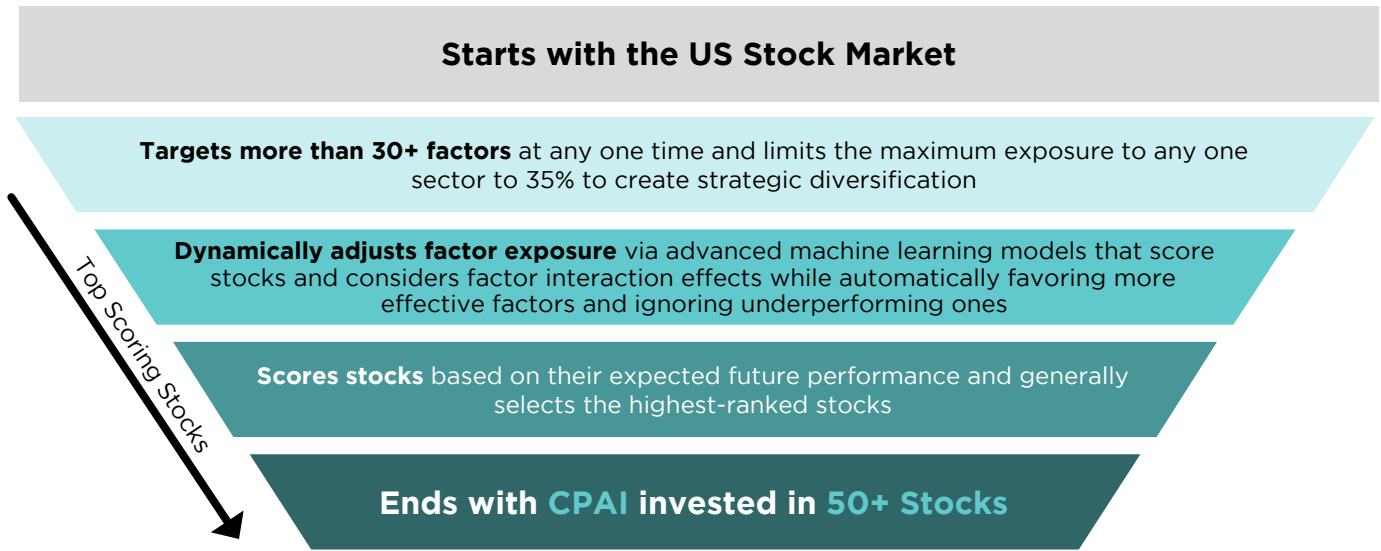 Starts with the US Stock Market
Targets more than 30+ factors at any one time and limits the maximum exposure to any one
sector to 35% to create strategic diversification
Dynamically adjusts factor exposure via advanced machine learning models that score
stocks and considers factor interaction effects while automatically favoring more
effective factors and ignoring underperforming ones
Top Scoring Stocks
Scores stocks based on their expected future performance and generally
selects the highest-ranked stocks
Ends with CPAI invested in 50+ Stocks